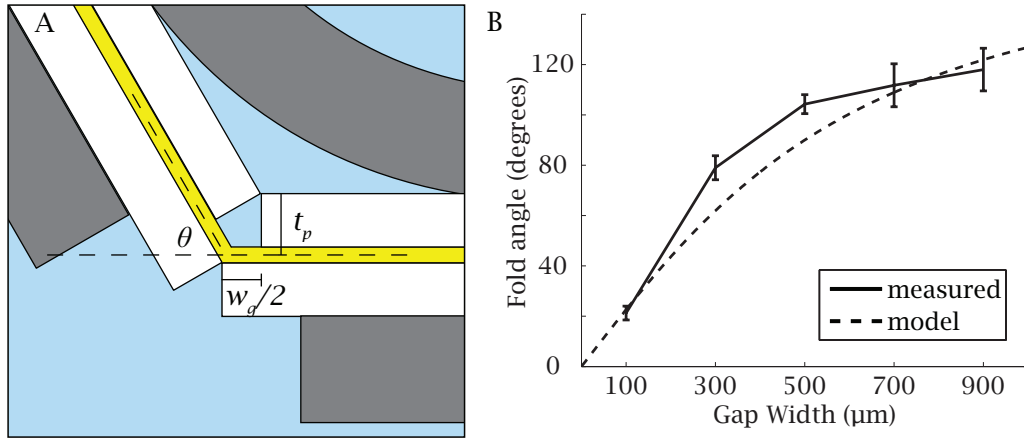 A
θ
t_p
w_g/2
B
Fold angle (degrees)
120
80
40
0
100 300 500 700 900
Gap Width (μm)
measured
model